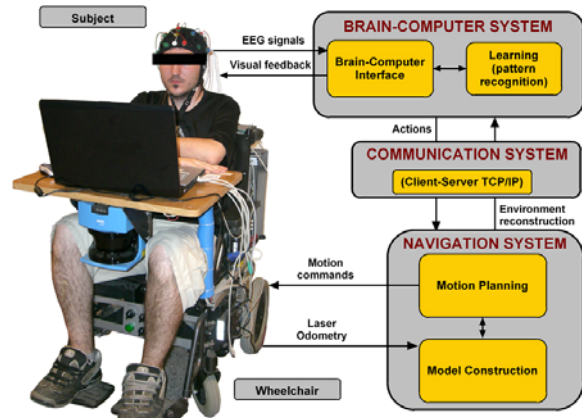 Subject
BRAIN-COMPUTER SYSTEM
EEG signals
Visual feedback
Brain-Computer
Interface
Learning
(pattern
recognition)
Actions
COMMUNICATION SYSTEM
(Client-Server TCP/IP)
Environment
reconstruction
NAVIGATION SYSTEM
Motion
commands
Motion Planning
Laser
Odometry
Model Construction
Wheelchair